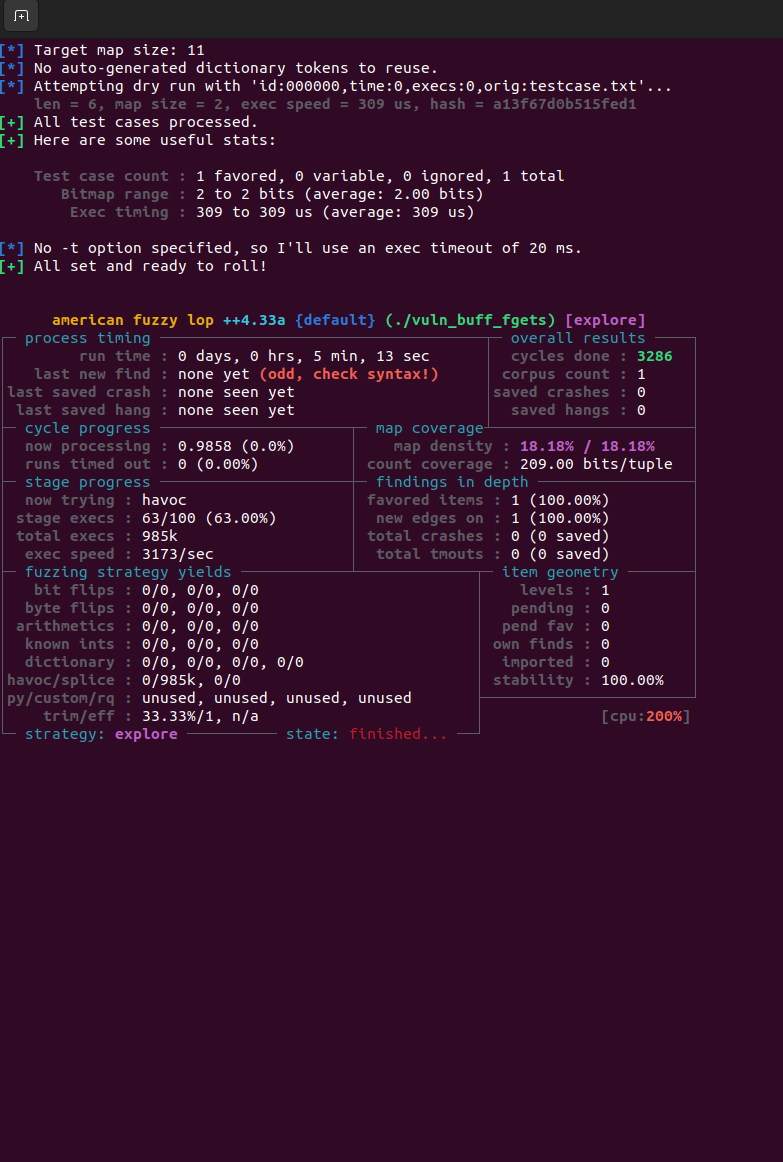 [*] Target map size: 11
[*] No auto-generated dictionary tokens to reuse.
[*] Attempting dry run with 'id:000000,time:0,execs:0,orig:testcase.txt'...
len = 6, map size = 2, exec speed = 309 us, hash = a13f67d0b515fed1
[+] All test cases processed.
[+] Here are some useful stats:
Test case count : 1 favored, 0 variable, 0 ignored, 1 total
Bitmap range : 2 to 2 bits (average: 2.00 bits)
Exec timing : 309 to 309 us (average: 309 us)
[*] No -t option specified, so I'll use an exec timeout of 20 ms.
[+] All set and ready to roll!
american fuzzy lop ++4.33a {default} (./vuln_buff_fgets) [explore]
process timing overall results
run time : 0 days, 0 hrs, 5 min, 13 sec cycles done : 3286
last new find : none yet (odd, check syntax!) corpus count : 1
last saved crash : none seen yet saved crashes : 0
last saved hang : none seen yet saved hangs : 0
cycle progress map coverage
now processing : 0.9858 (0.0%) map density : 18.18% / 18.18%
runs timed out : 0 (0.00%) count coverage : 209.00 bits/tuple
stage progress findings in depth
now trying : havoc favored items : 1 (100.00%)
stage execs : 63/100 (63.00%) new edges on : 1 (100.00%)
total execs : 985k total crashes : 0 (0 saved)
exec speed : 3173/sec total tmouts : 0 (0 saved)
fuzzing strategy yields item geometry
bit flips : 0/0, 0/0, 0/0 levels : 1
byte flips : 0/0, 0/0, 0/0 pending : 0
arithmetics : 0/0, 0/0, 0/0 pend fav : 0
known ints : 0/0, 0/0, 0/0 own finds : 0
dictionary : 0/0, 0/0, 0/0, 0/0 imported : 0
havoc/splice : 0/985k, 0/0 stability : 100.00%
py/custom/rq : unused, unused, unused, unused
trim/eff : 33.33%/1, n/a [cpu:200%]
strategy: explore state: finished...